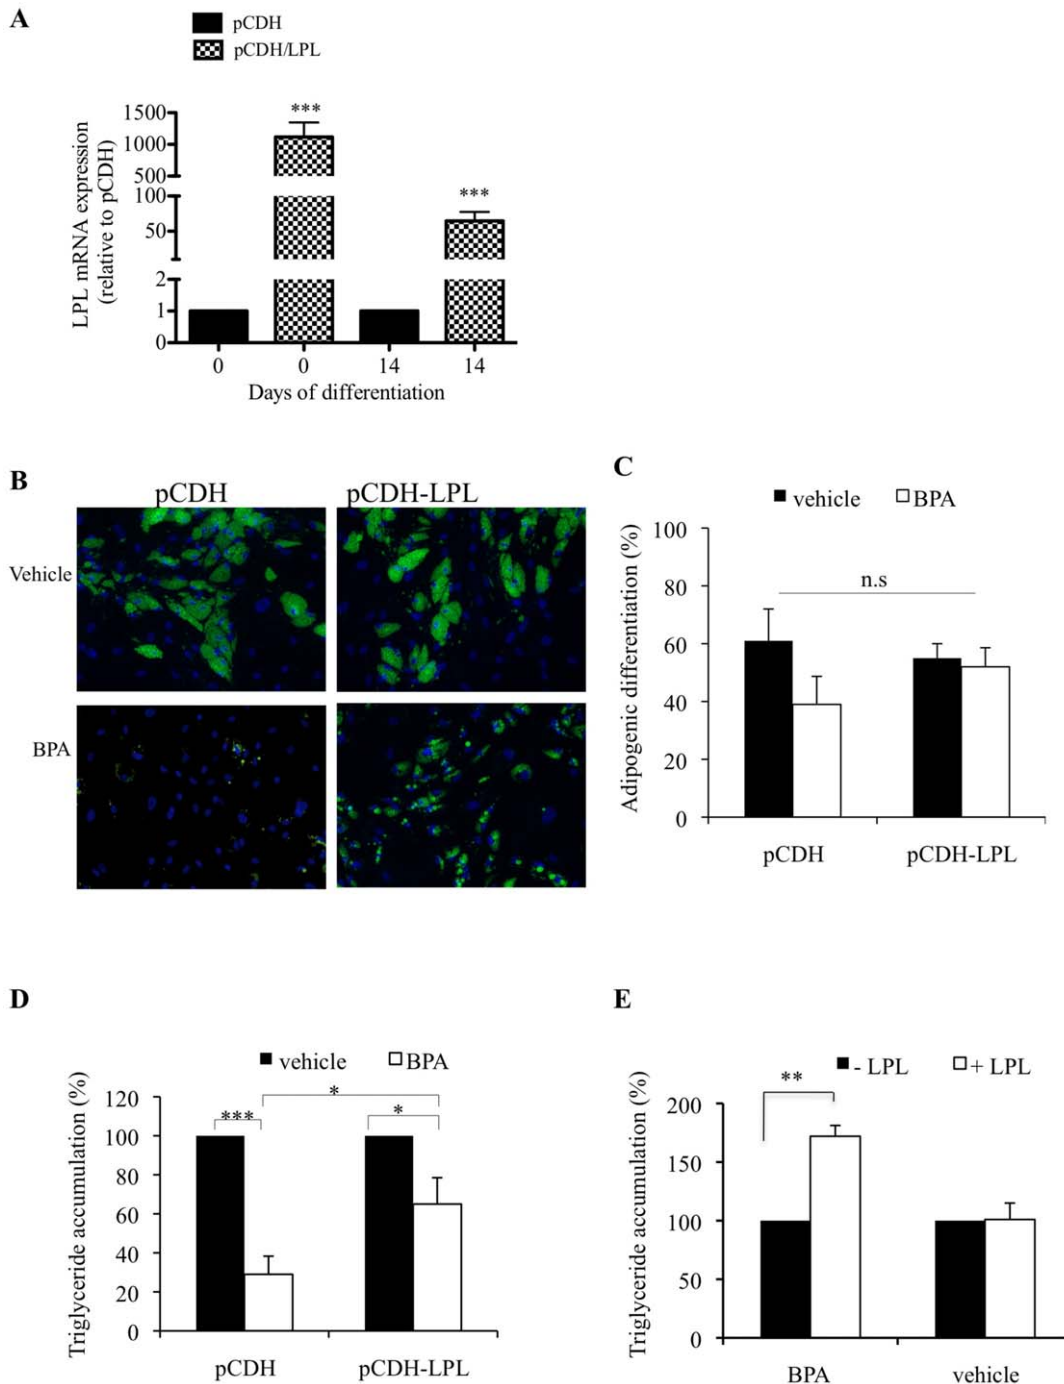 A
pCDH
pCDH/LPL
LPL mRNA expression
(relative to pCDH)
1500
1000
500
100
50
2
1
0
***
***
0 0 14 14
Days of differentiation
B
pCDH pCDH-LPL
Vehicle
BPA
C
vehicle BPA
Adipogenic differentiation (%)
100
80
60
40
20
0
n.s
pCDH pCDH-LPL
D
vehicle BPA
Triglyceride accumulation (%)
120
100
80
60
40
20
0
*
*** *
pCDH pCDH-LPL
E
- LPL + LPL
Triglyceride accumulation (%)
200
150
100
50
0
**
BPA vehicle